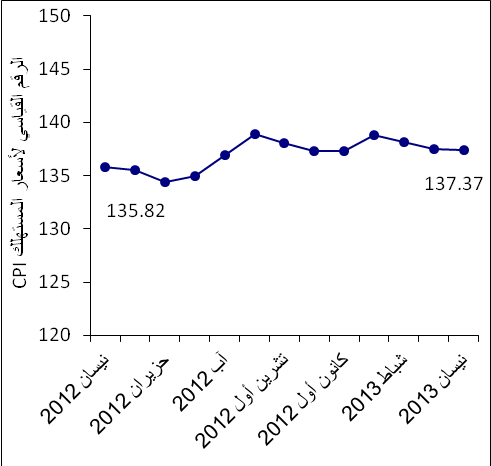 150
145
140
135
130
125
120
الرقم القياسي لأسعار المستهلك CPI
135.82
137.37
نيسان 2012
حزيران 2012
آب 2012
تشرين أول 2012
كانون أول 2012
شباط 2013
نيسان 2013